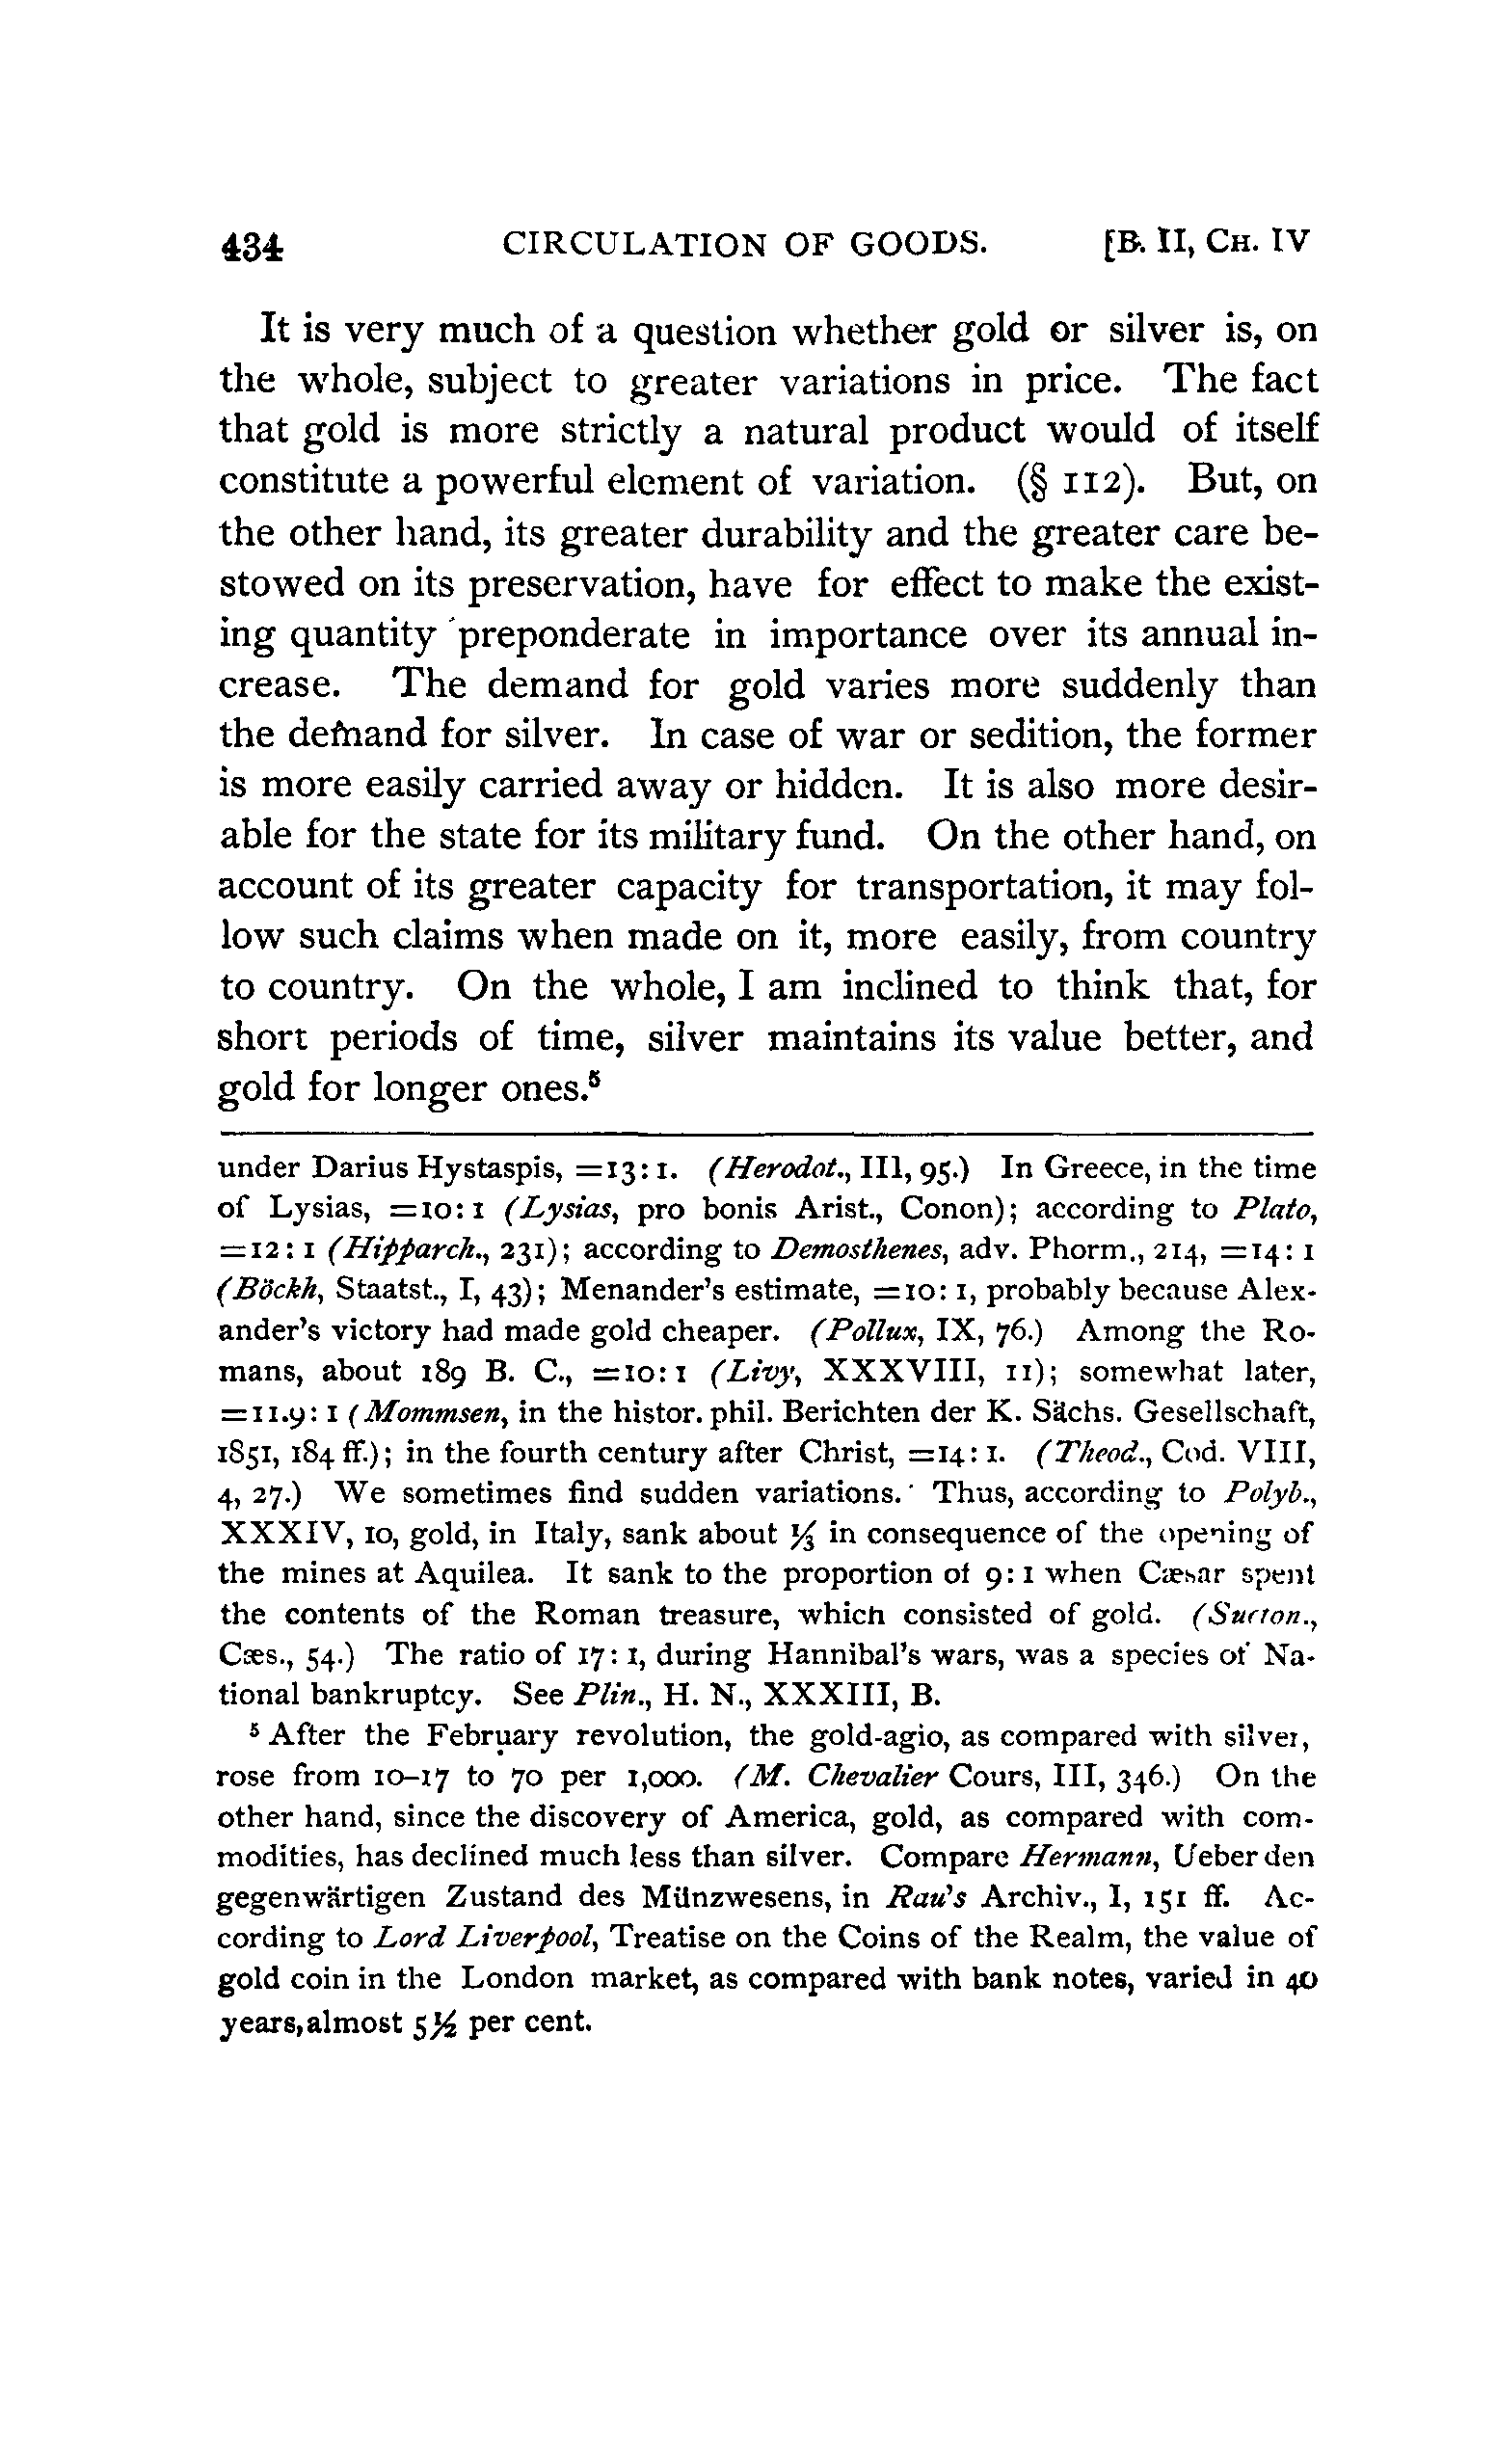 434 CIRCULATION OF GOODS. [B. II, CH. IV
It is very much of a question whether gold or silver is, on
the whole, subject to greater variations in price. The fact
that gold is more strictly a natural product would of itself
constitute a powerful element of variation. (§ 112). But, on
the other hand, its greater durability and the greater care be-
stowed on its preservation, have for effect to make the exist-
ing quantity preponderate in importance over its annual in-
crease. The demand for gold varies more suddenly than
the demand for silver. In case of war or sedition, the former
is more easily carried away or hidden. It is also more desir-
able for the state for its military fund. On the other hand, on
account of its greater capacity for transportation, it may fol-
low such claims when made on it, more easily, from country
to country. On the whole, I am inclined to think that, for
short periods of time, silver maintains its value better, and
gold for longer ones.⁵
under Darius Hystaspis, =13:1. (Herodot., III, 95.) In Greece, in the time
of Lysias, =10:1 (Lysias, pro bonis Arist., Conon); according to Plato,
=12:1 (Hipparch., 231); according to Demosthenes, adv. Phorm., 214, =14:1
(Böckh, Staatst., I, 43); Menander's estimate, =10:1, probably because Alex-
ander's victory had made gold cheaper. (Pollux, IX, 76.) Among the Ro-
mans, about 189 B. C., =10:1 (Livy, XXXVIII, 11); somewhat later,
=11.9:1 (Mommsen, in the histor. phil. Berichten der K. Sächs. Gesellschaft,
1851, 184 ff.); in the fourth century after Christ, =14:1. (Theod., Cod. VIII,
4, 27.) We sometimes find sudden variations. Thus, according to Polyb.,
XXXIV, 10, gold, in Italy, sank about ⅓ in consequence of the opening of
the mines at Aquilea. It sank to the proportion of 9:1 when Cæsar spent
the contents of the Roman treasure, which consisted of gold. (Sueton.,
Cæs., 54.) The ratio of 17:1, during Hannibal's wars, was a species of Na-
tional bankruptcy. See Plin., H. N., XXXIII, B.
⁵ After the February revolution, the gold-agio, as compared with silver,
rose from 10–17 to 70 per 1,000. (M. Chevalier Cours, III, 346.) On the
other hand, since the discovery of America, gold, as compared with com-
modities, has declined much less than silver. Compare Hermann, Ueber den
gegenwärtigen Zustand des Münzwesens, in Rau's Archiv., I, 151 ff. Ac-
cording to Lord Liverpool, Treatise on the Coins of the Realm, the value of
gold coin in the London market, as compared with bank notes, varied in 40
years, almost 5½ per cent.